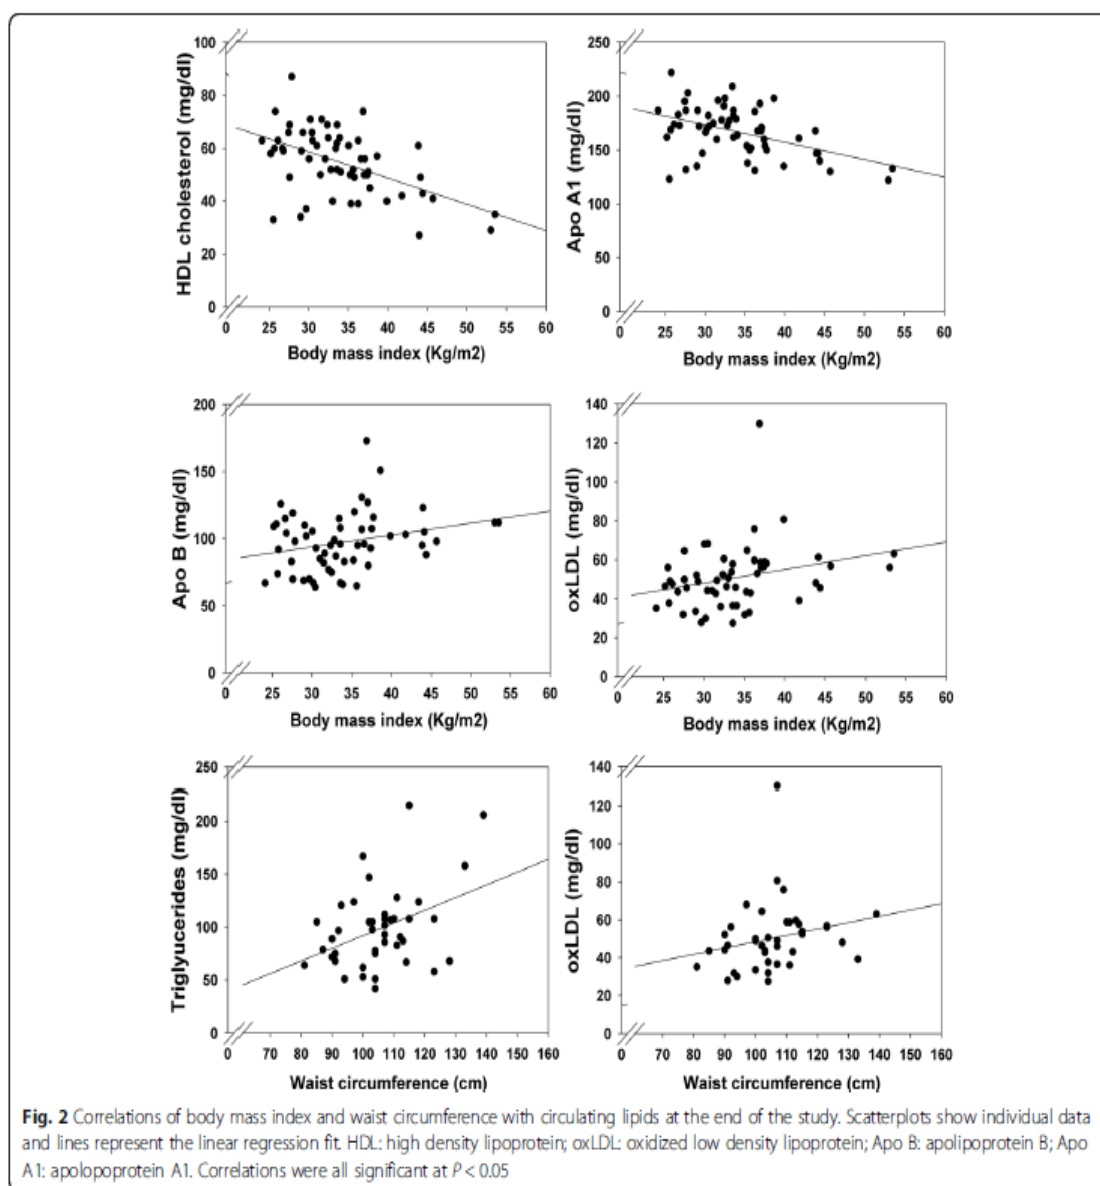 100
80
60
40
20
0
HDL cholesterol (mg/dl)
0 25 30 35 40 45 50 55 60
Body mass index (Kg/m2)
250
200
150
100
50
0
Apo A1 (mg/dl)
0 25 30 35 40 45 50 55 60
Body mass index (Kg/m2)
200
150
100
50
0
Apo B (mg/dl)
0 25 30 35 40 45 50 55 60
Body mass index (Kg/m2)
140
120
100
80
60
40
20
0
oxLDL (mg/dl)
0 25 30 35 40 45 50 55 60
Body mass index (Kg/m2)
250
200
150
100
50
0
Triglyucerides (mg/dl)
0 70 80 90 100 110 120 130 140 150 160
Waist circumference (cm)
140
120
100
80
60
40
20
0
oxLDL (mg/dl)
0 70 80 90 100 110 120 130 140 150 160
Waist circumference (cm)
Fig. 2 Correlations of body mass index and waist circumference with circulating lipids at the end of the study. Scatterplots show individual data
and lines represent the linear regression fit. HDL: high density lipoprotein; oxLDL: oxidized low density lipoprotein; Apo B: apolipoprotein B; Apo
A1: apolopoprotein A1. Correlations were all significant at P < 0.05